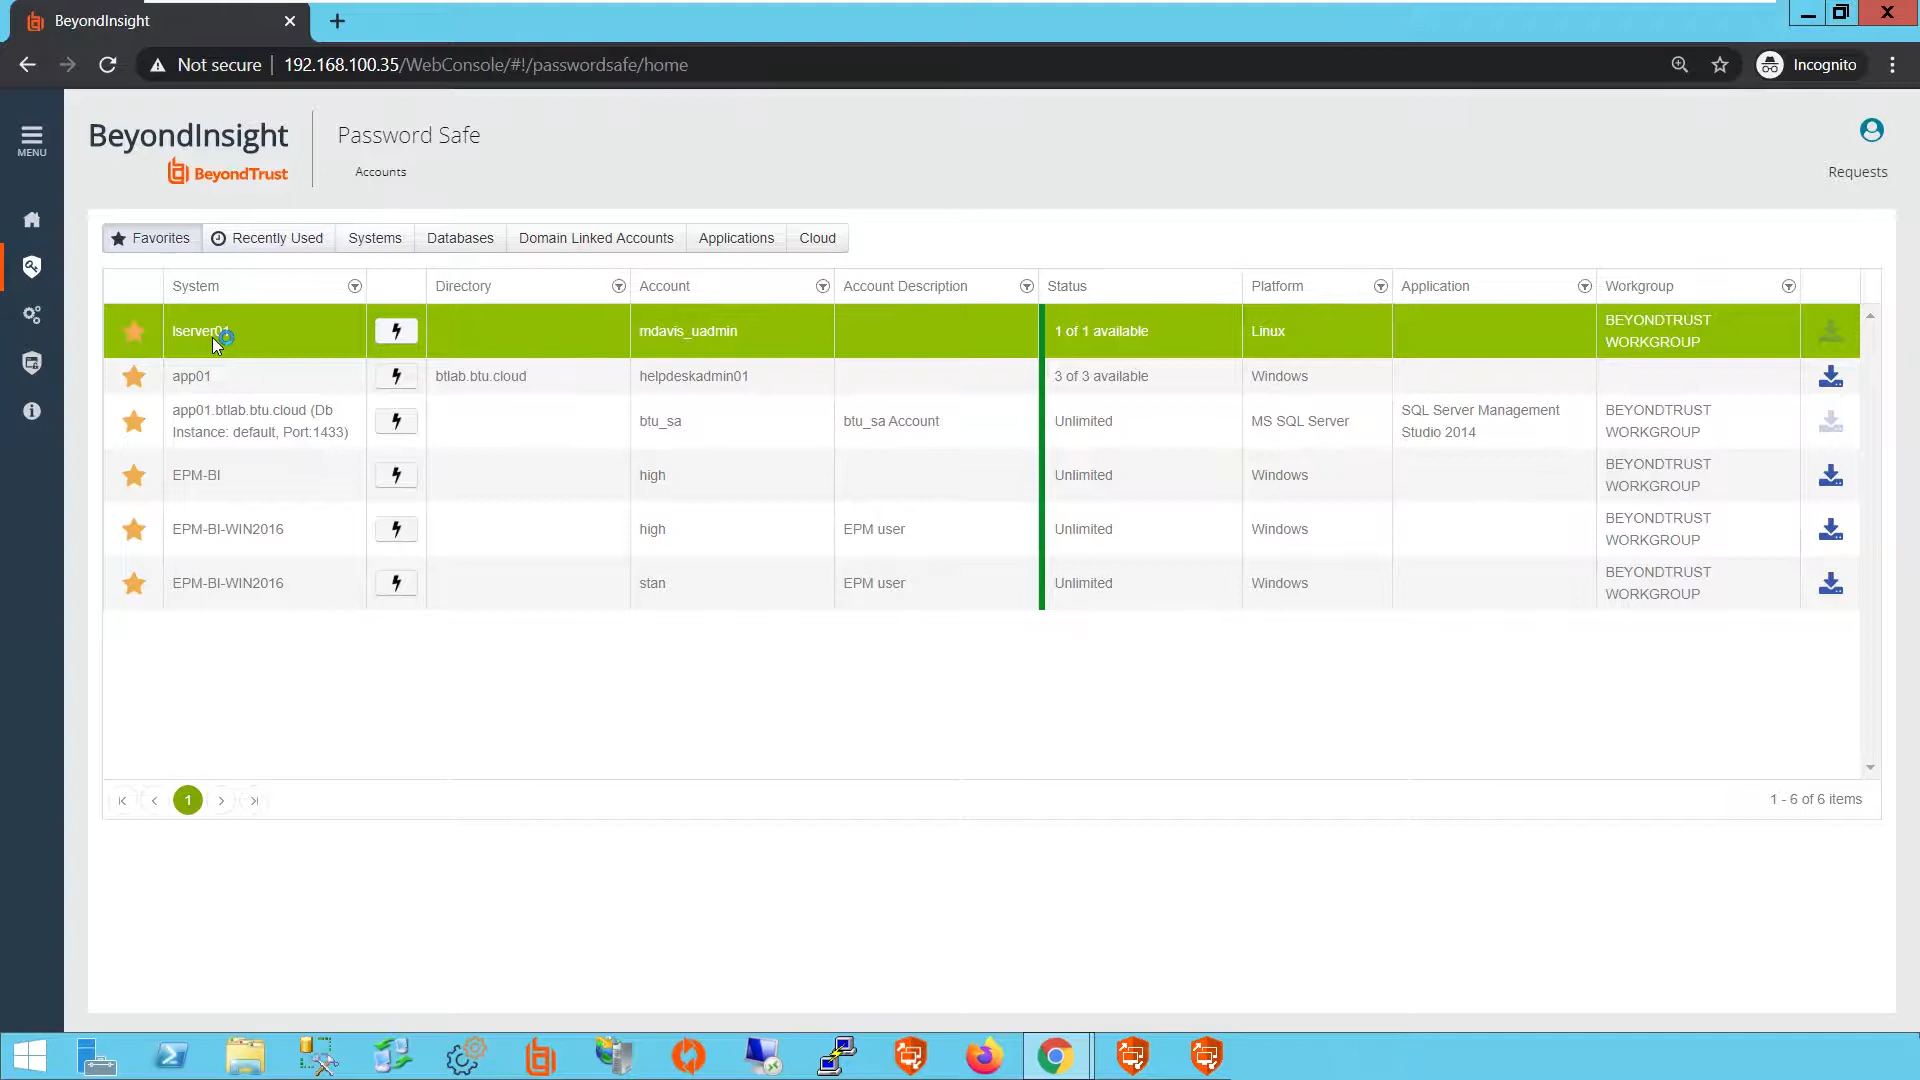 BeyondInsight
Not secure
192.168.100.35/WebConsole/#!/passwordsafe/home
Incognito
MENU
BeyondInsight
BeyondTrust
Password Safe
Accounts
Requests
Favorites
Recently Used
Systems
Databases
Domain Linked Accounts
Applications
Cloud
System
Directory
Account
Account Description
Status
Platform
Application
Workgroup
lserver01
mdavis_uadmin
1 of 1 available
Linux
BEYONDTRUST
WORKGROUP
app01
btlab.btu.cloud
helpdeskadmin01
3 of 3 available
Windows
app01.btlab.btu.cloud (Db
Instance: default, Port:1433)
btu_sa
btu_sa Account
Unlimited
MS SQL Server
SQL Server Management
Studio 2014
BEYONDTRUST
WORKGROUP
EPM-BI
high
Unlimited
Windows
BEYONDTRUST
WORKGROUP
EPM-BI-WIN2016
high
EPM user
Unlimited
Windows
BEYONDTRUST
WORKGROUP
EPM-BI-WIN2016
stan
EPM user
Unlimited
Windows
BEYONDTRUST
WORKGROUP
1
1 - 6 of 6 items